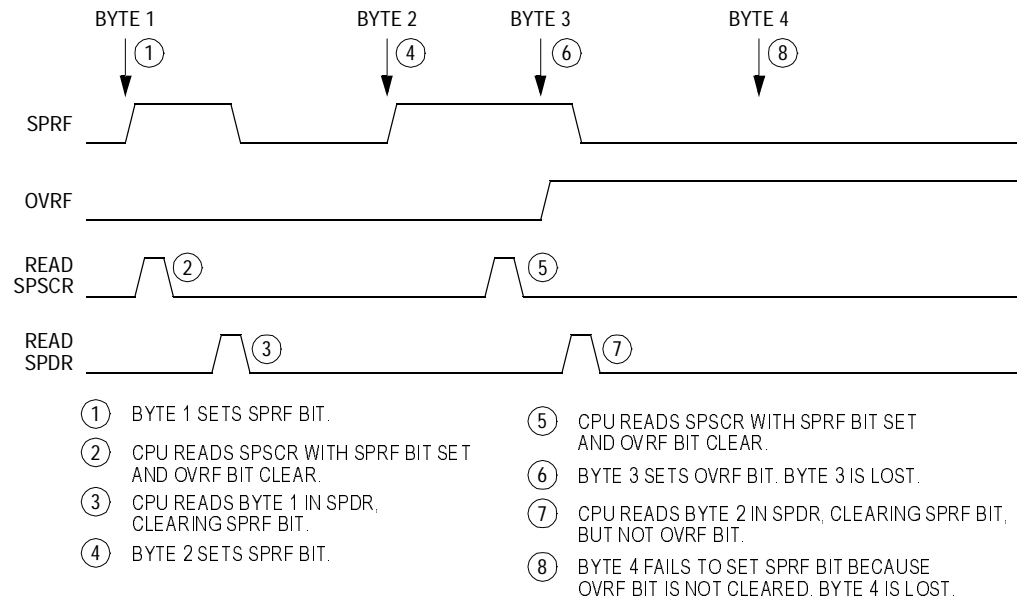 BYTE 1 BYTE 2 BYTE 3 BYTE 4
1 4 6 8
SPRF
OVRF
READ
SPSCR
2 5
READ
SPDR
3 7
1 BYTE 1 SETS SPRF BIT.
2 CPU READS SPSCR WITH SPRF BIT SET
AND OVRF BIT CLEAR.
3 CPU READS BYTE 1 IN SPDR,
CLEARING SPRF BIT.
4 BYTE 2 SETS SPRF BIT.
5 CPU READS SPSCR WITH SPRF BIT SET
AND OVRF BIT CLEAR.
6 BYTE 3 SETS OVRF BIT. BYTE 3 IS LOST.
7 CPU READS BYTE 2 IN SPDR, CLEARING SPRF BIT,
BUT NOT OVRF BIT.
8 BYTE 4 FAILS TO SET SPRF BIT BECAUSE
OVRF BIT IS NOT CLEARED. BYTE 4 IS LOST.